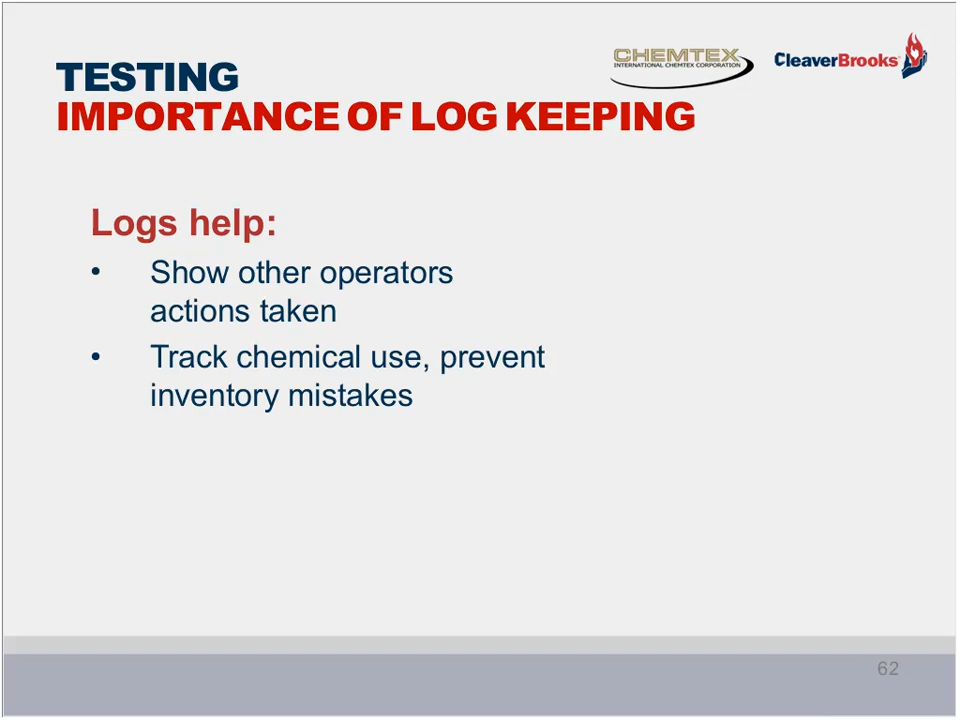 TESTING
IMPORTANCE OF LOG KEEPING
CHEMTEX
INTERNATIONAL CHEMTEX CORPORATION
CleaverBrooks
Logs help:
• Show other operators
actions taken
• Track chemical use, prevent
inventory mistakes
62